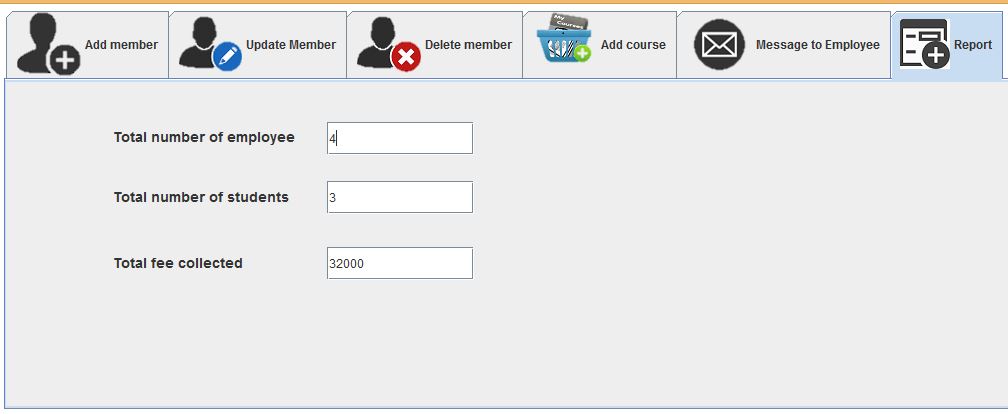 Add member
Update Member
Delete member
My Courses
Add course
Message to Employee
Report
Total number of employee
4
Total number of students
3
Total fee collected
32000